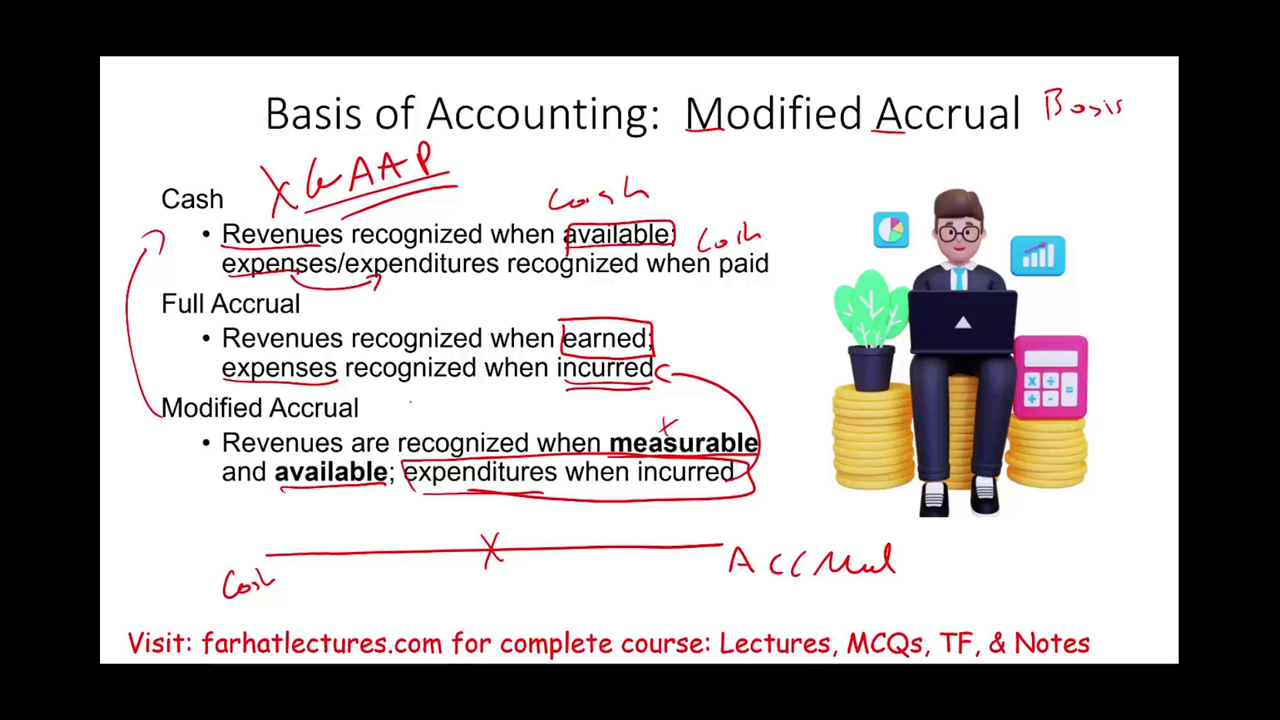 Basis of Accounting: Modified Accrual Basis
X GAAP
Cash
Cash
• Revenues recognized when available;
Cash
expenses/expenditures recognized when paid
Full Accrual
• Revenues recognized when earned;
expenses recognized when incurred
Modified Accrual
x
• Revenues are recognized when measurable
and available; expenditures when incurred
X
Cash
Accrual
Visit: farhatlectures.com for complete course: Lectures, MCQs, TF, & Notes